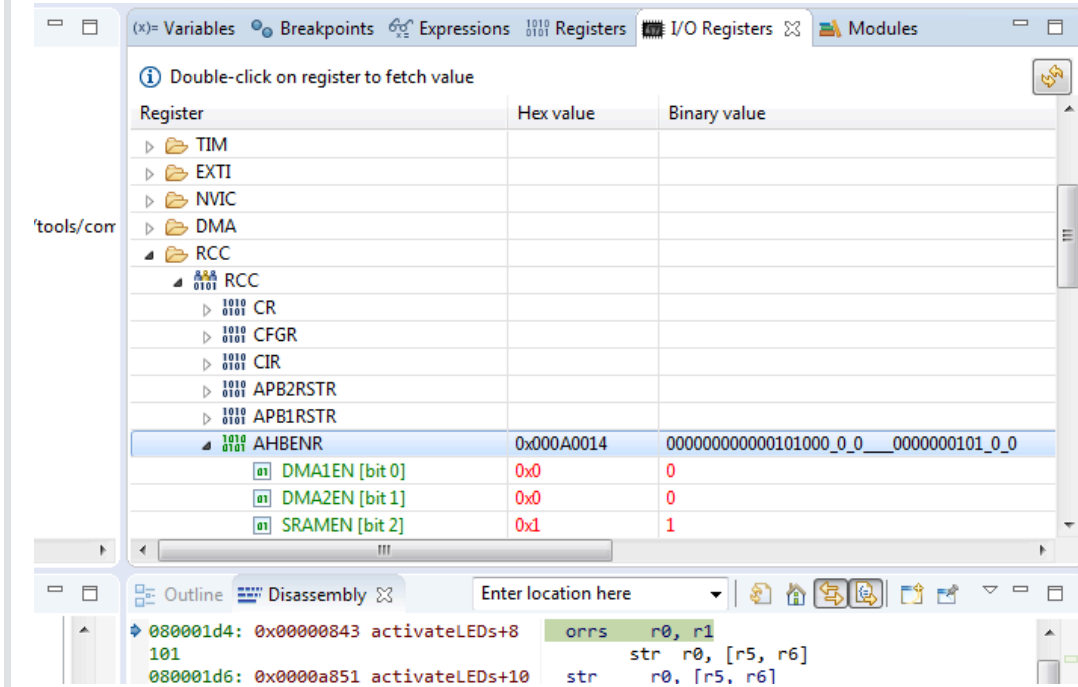 (x)= Variables Breakpoints Expressions 1010 0101 Registers I/O Registers Modules
Double-click on register to fetch value
Register Hex value Binary value
TIM
EXTI
NVIC
/tools/com DMA
RCC
RCC
CR
CFGR
CIR
APB2RSTR
APB1RSTR
AHBENR 0x000A0014 000000000000101000_0_0___0000000101_0_0
DMA1EN [bit 0] 0x0 0
DMA2EN [bit 1] 0x0 0
SRAMEN [bit 2] 0x1 1
Outline Disassembly Enter location here
080001d4: 0x00000843 activateLEDs+8 orrs r0, r1
101 str r0, [r5, r6]
080001d6: 0x0000a851 activateLEDs+10 str r0, [r5, r6]